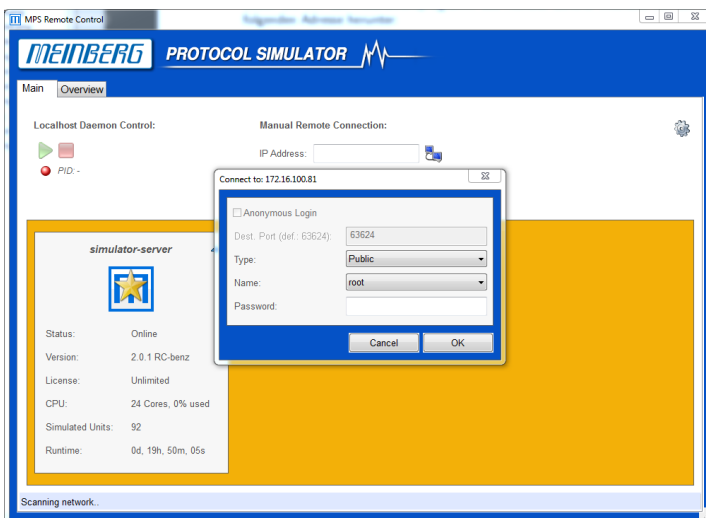 folgenden Adresse herunter
MPS Remote Control
MEINBERG PROTOCOL SIMULATOR
Main Overview
Localhost Daemon Control: Manual Remote Connection:
IP Address:
PID: -
Connect to: 172.16.100.81
Anonymous Login
Dest. Port (def.: 63624): 63624
Type: Public
Name: root
Password:
Cancel OK
simulator-server
Status: Online
Version: 2.0.1 RC-benz
License: Unlimited
CPU: 24 Cores, 0% used
Simulated Units: 92
Runtime: 0d, 19h, 50m, 05s
Scanning network..